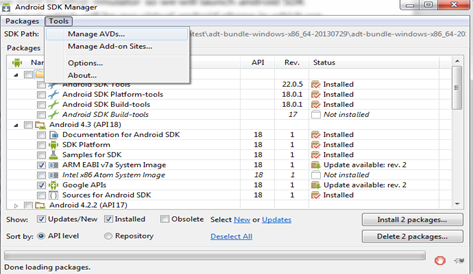 Android SDK Manager
Packages Tools
Manage AVDs...
Manage Add-on Sites...
Options...
About...
SDK Path:
\adt-bundle-windows-x86_64-20130729\adt-bundle-windows-x86_64-20
Packages
Name API Rev. Status
Android SDK Tools 22.0.5 Installed
Android SDK Platform-tools 18.0.1 Installed
Android SDK Build-tools 18.0.1 Installed
Android SDK Build-tools 17 Not installed
Android 4.3 (API 18)
Documentation for Android SDK 18 1 Installed
SDK Platform 18 1 Installed
Samples for SDK 18 1 Installed
ARM EABI v7a System Image 18 1 Update available: rev. 2
Intel x86 Atom System Image 18 1 Not installed
Google APIs 18 1 Update available: rev. 2
Sources for Android SDK 18 1 Installed
Android 4.2.2 (API 17)
Show: Updates/New Installed Obsolete Select New or Updates Install 2 packages...
Sort by: API level Repository Deselect All Delete 2 packages...
Done loading packages.